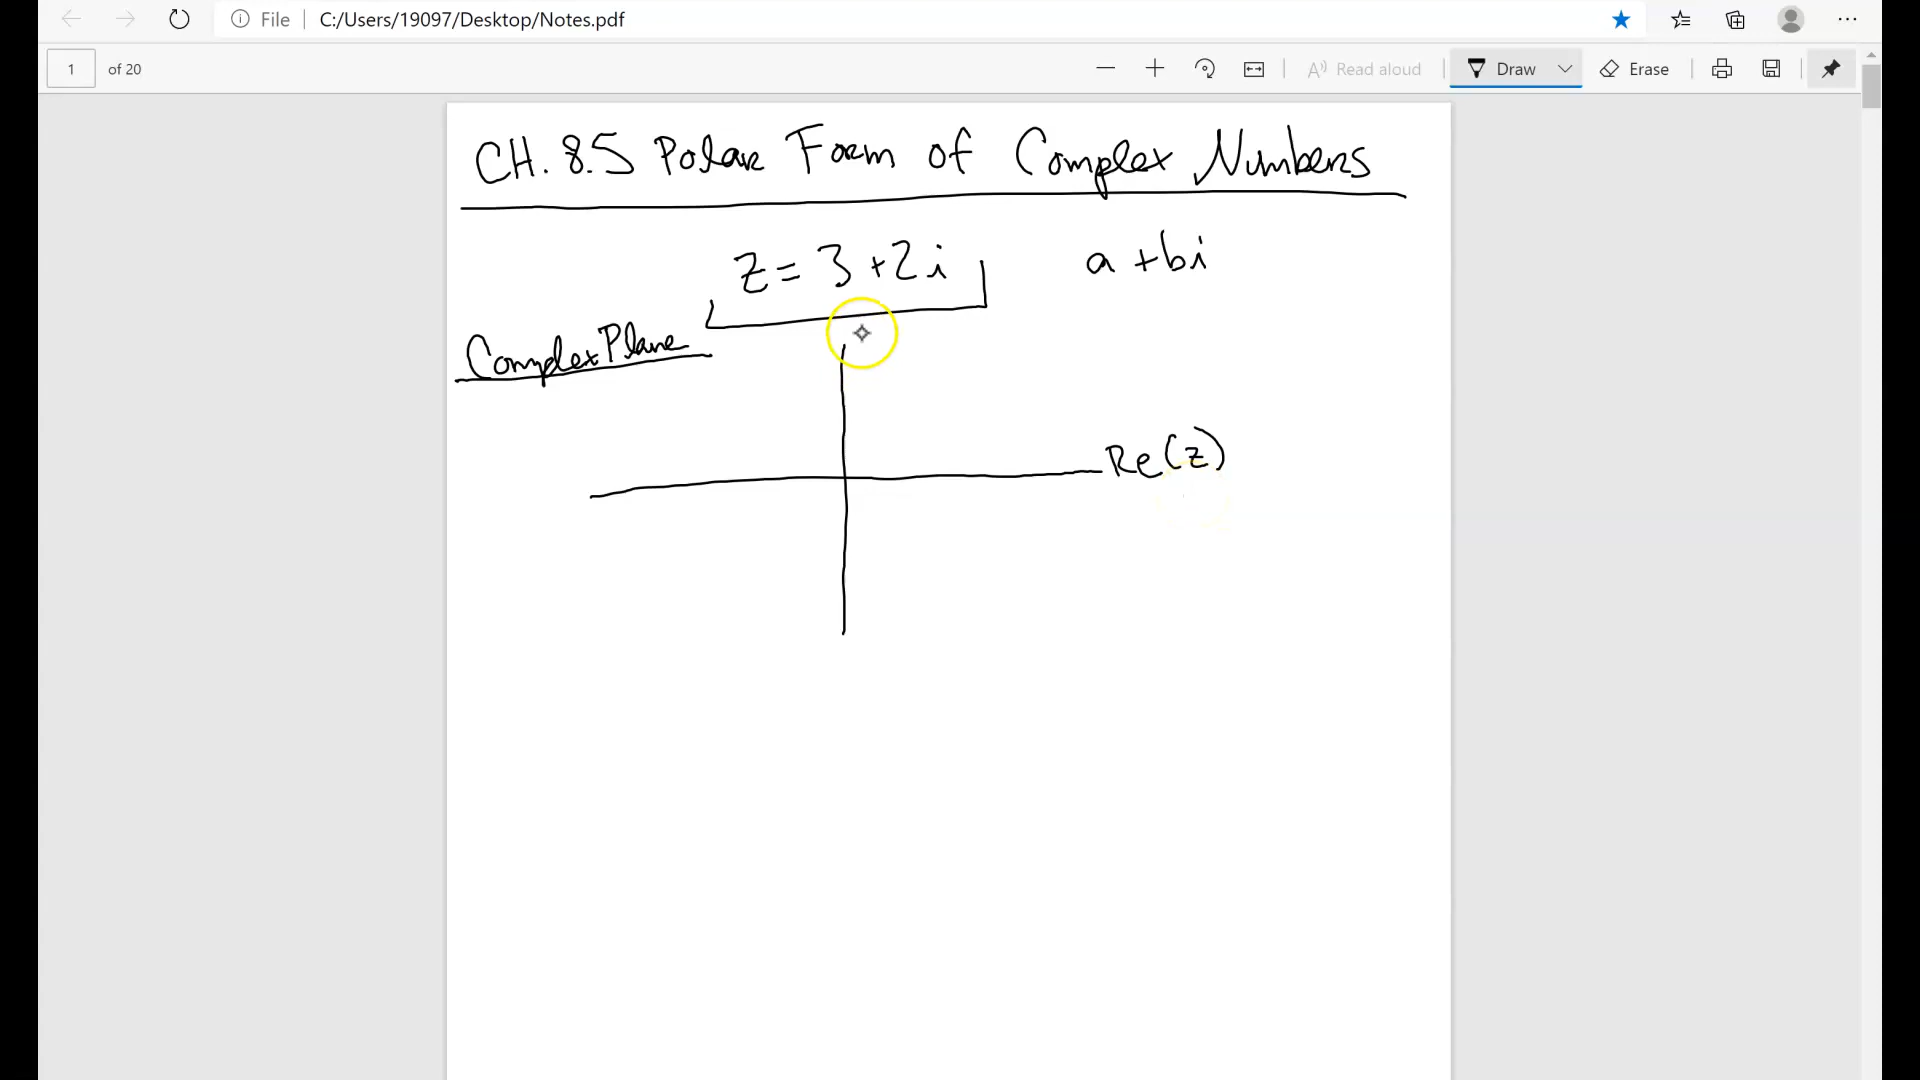 File C:/Users/19097/Desktop/Notes.pdf
1 of 20 Read aloud Draw Erase
CH. 8.5 Polar Form of Complex Numbers
z = 3 + 2i a + bi
Complex Plane
Re(z)